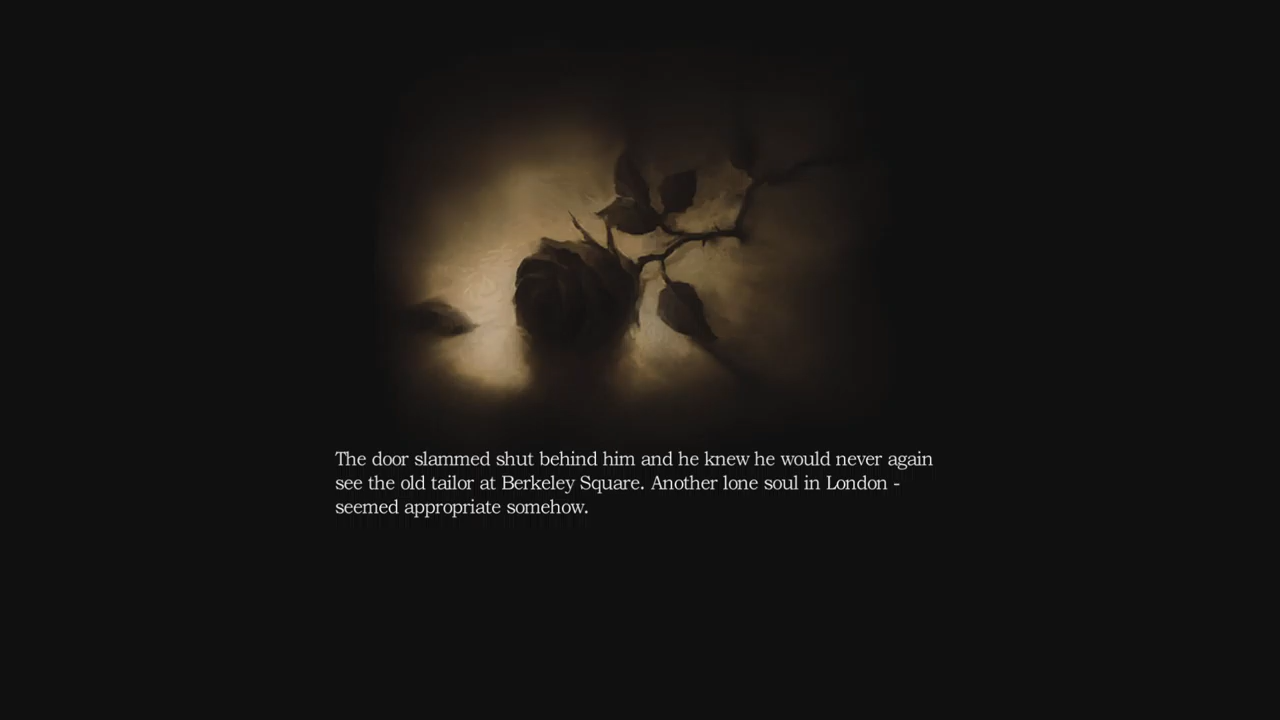 The door slammed shut behind him and he knew he would never again
see the old tailor at Berkeley Square. Another lone soul in London -
seemed appropriate somehow.